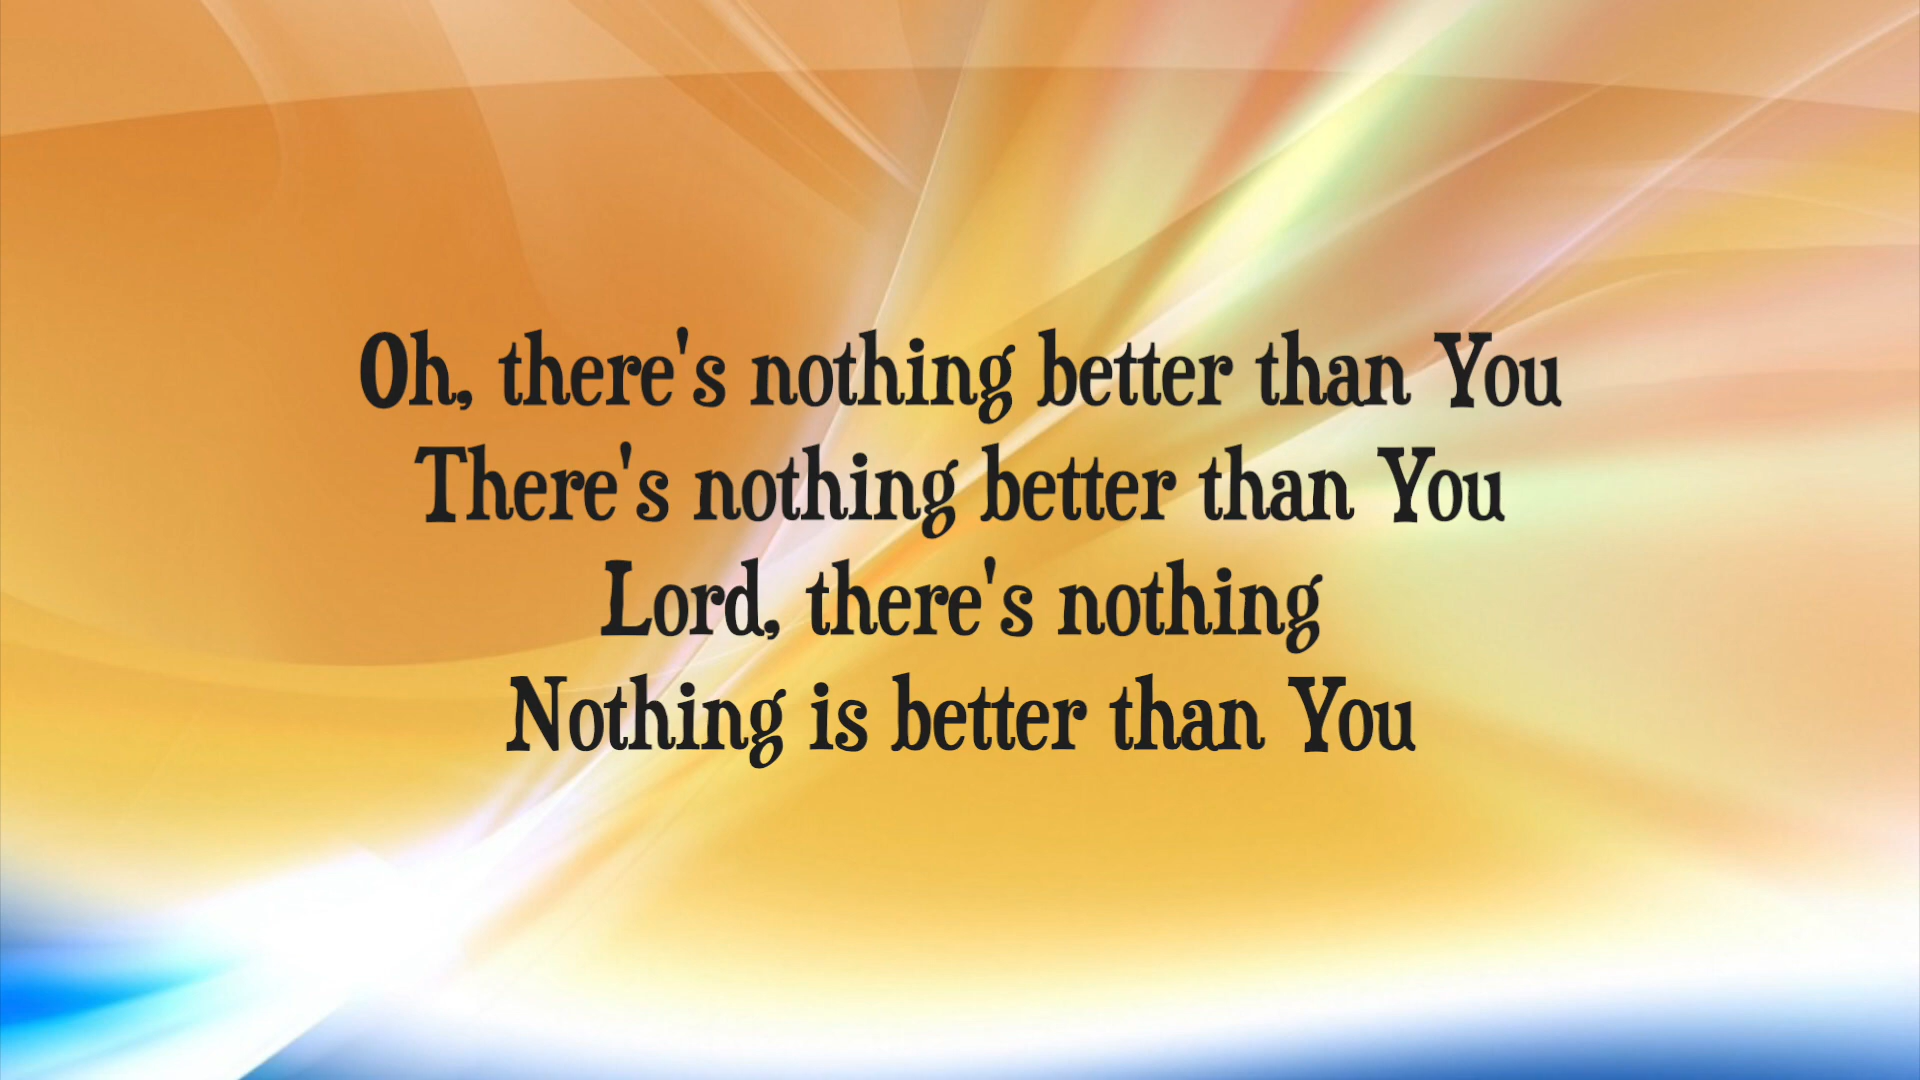 Oh, there's nothing better than You
There's nothing better than You
Lord, there's nothing
Nothing is better than You